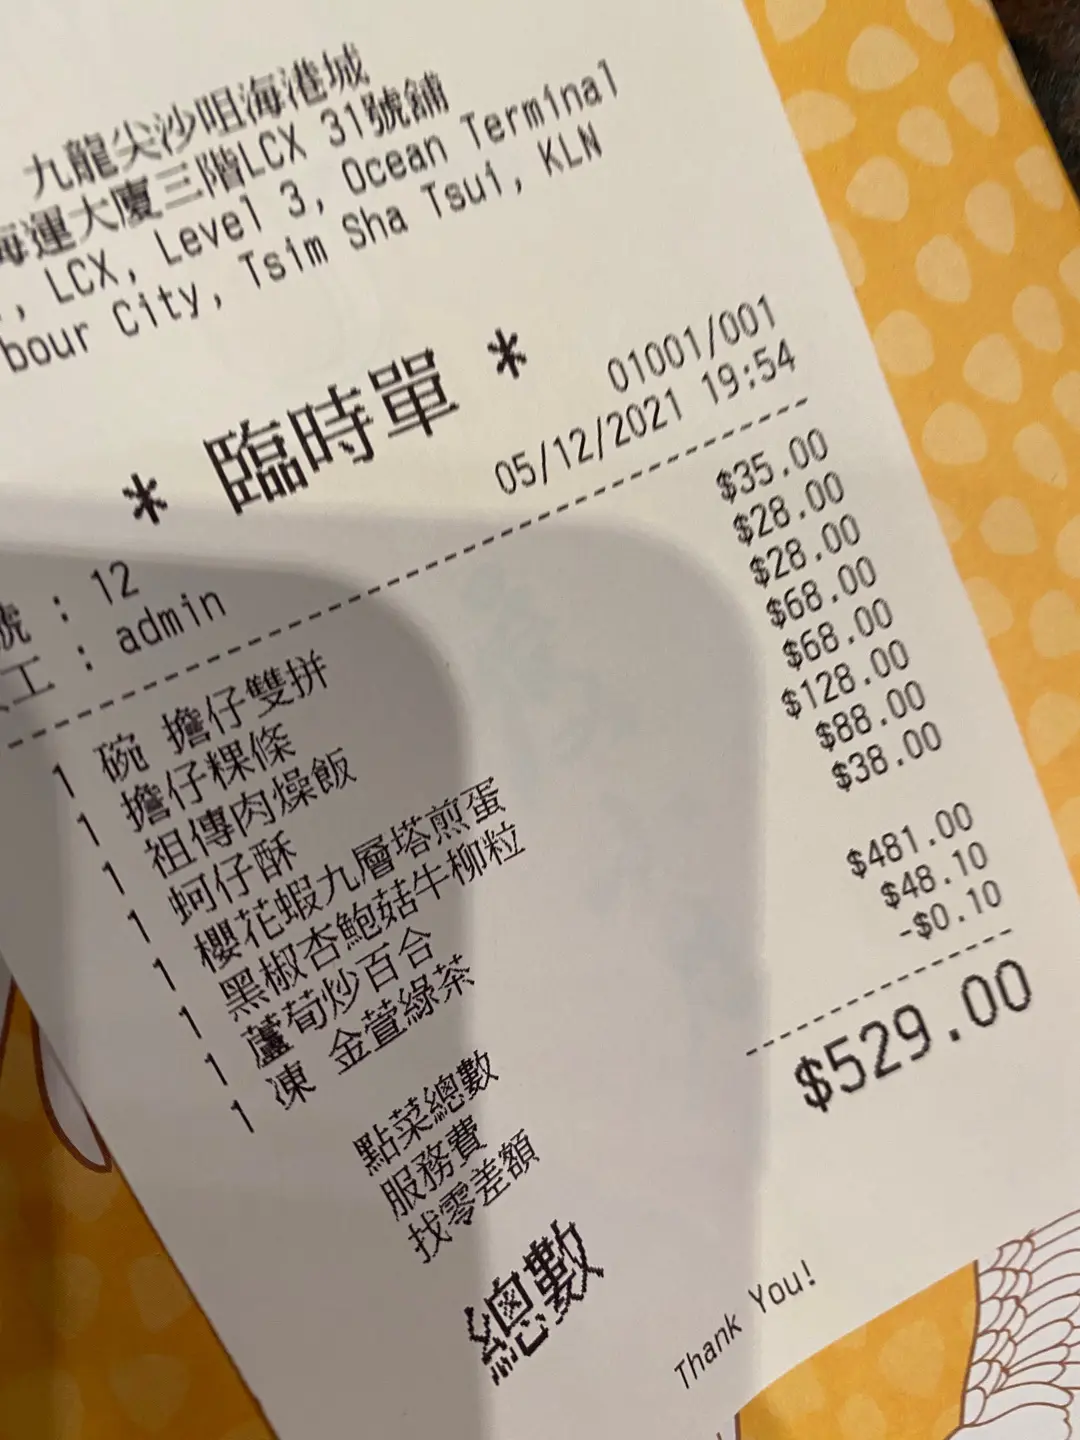 九龍尖沙咀海港城
海運大廈三階LCX 31號舖
, LCX, Level 3, Ocean Terminal
bour City, Tsim Sha Tsui, KLN
* 臨時單 *
01001/001
05/12/2021 19:54
號 : 12
工 : admin
1 碗 擔仔雙拼 $35.00
1 擔仔粿條 $28.00
1 祖傳肉燥飯 $28.00
1 蚵仔酥 $68.00
1 櫻花蝦九層塔煎蛋 $68.00
1 黑椒杏鮑菇牛柳粒 $128.00
1 蘆荀炒百合 $88.00
1 凍 金萱綠茶 $38.00
點菜總數 $481.00
服務費 $48.10
找零差額 -$0.10
總數 $529.00
Thank You!